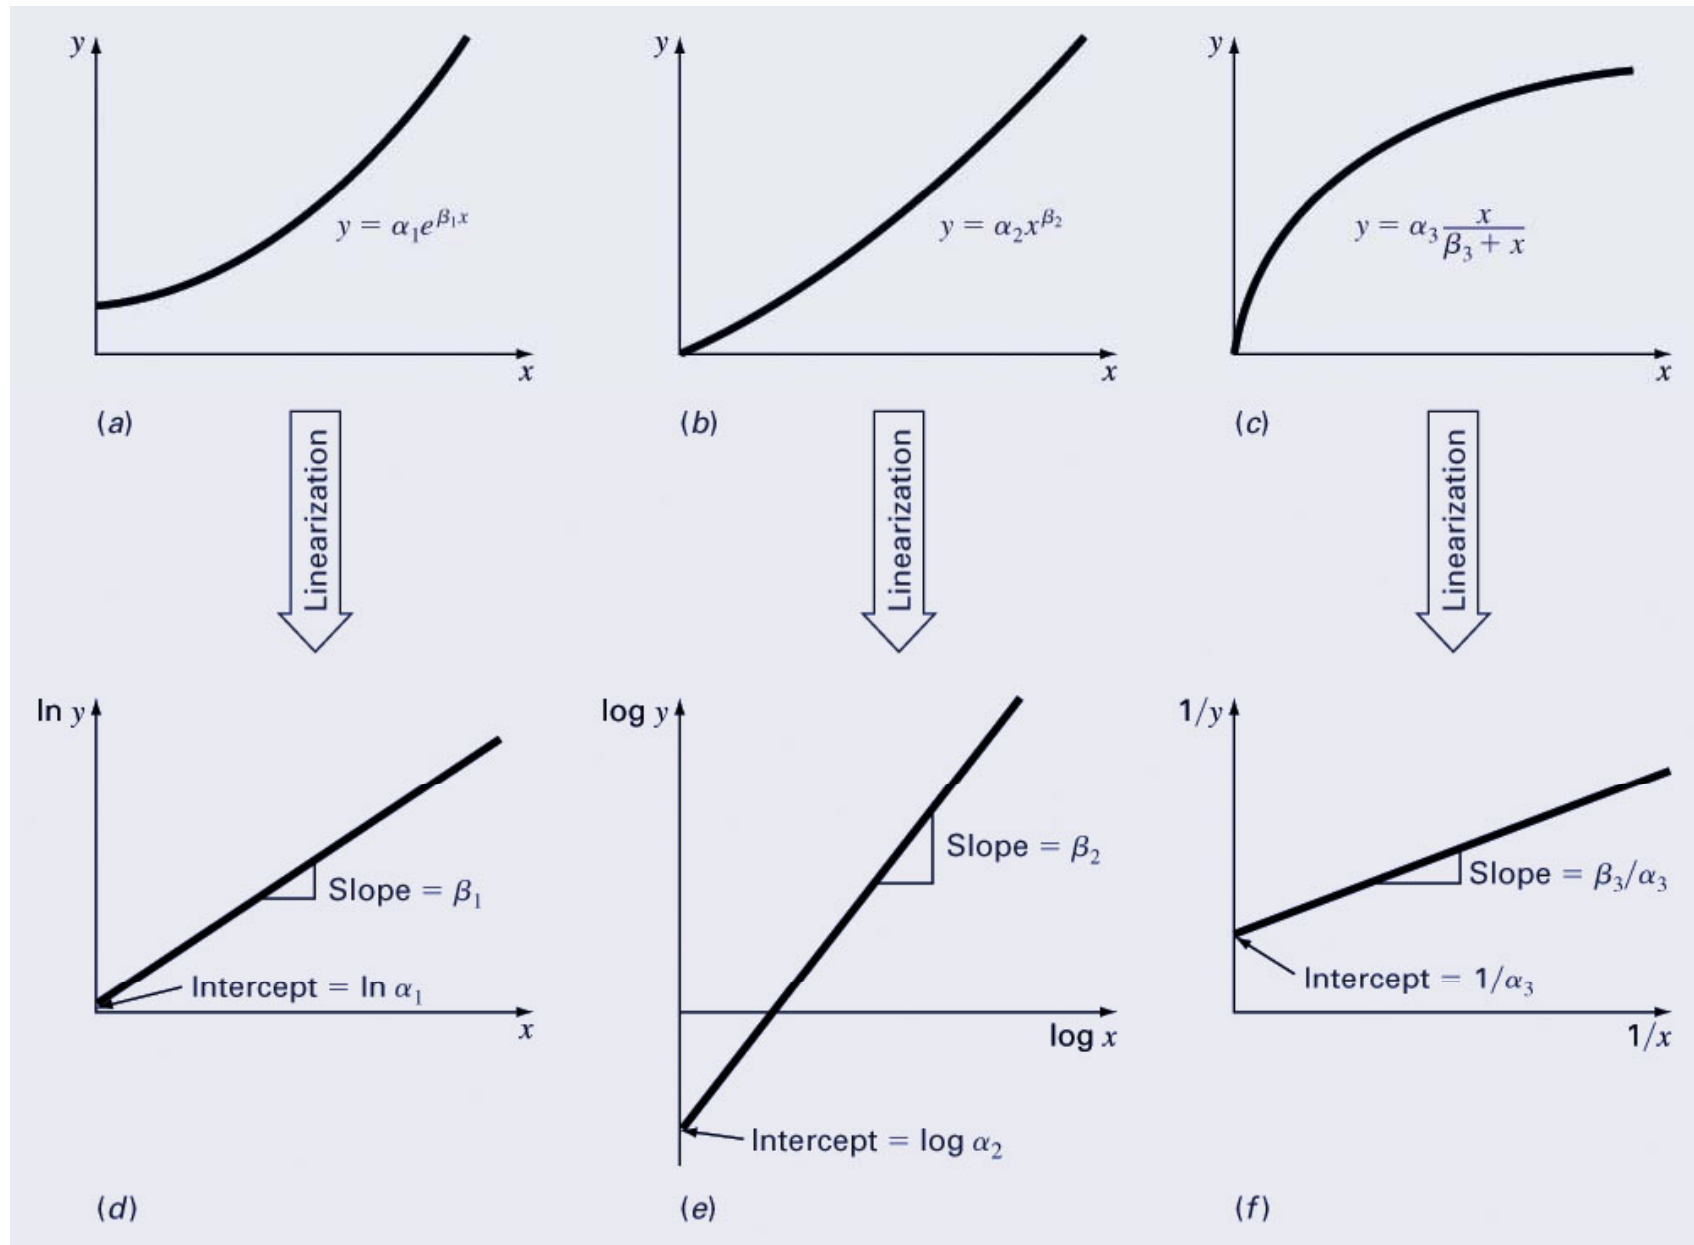 y
y = α₁e^{β₁x}
x
(a)
Linearization
y
y = α₂x^{β₂}
x
(b)
Linearization
y
y = α₃ x / (β₃ + x)
x
(c)
Linearization
ln y
Slope = β₁
Intercept = ln α₁
x
(d)
log y
Slope = β₂
log x
Intercept = log α₂
(e)
1/y
Slope = β₃/α₃
Intercept = 1/α₃
1/x
(f)